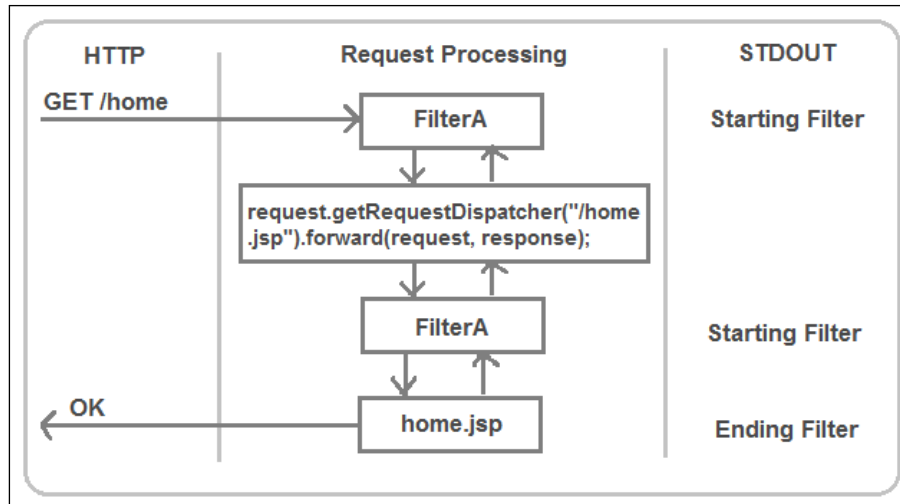 HTTP
Request Processing
STDOUT
GET /home
FilterA
Starting Filter
request.getRequestDispatcher("/home
.jsp").forward(request, response);
FilterA
Starting Filter
OK
home.jsp
Ending Filter